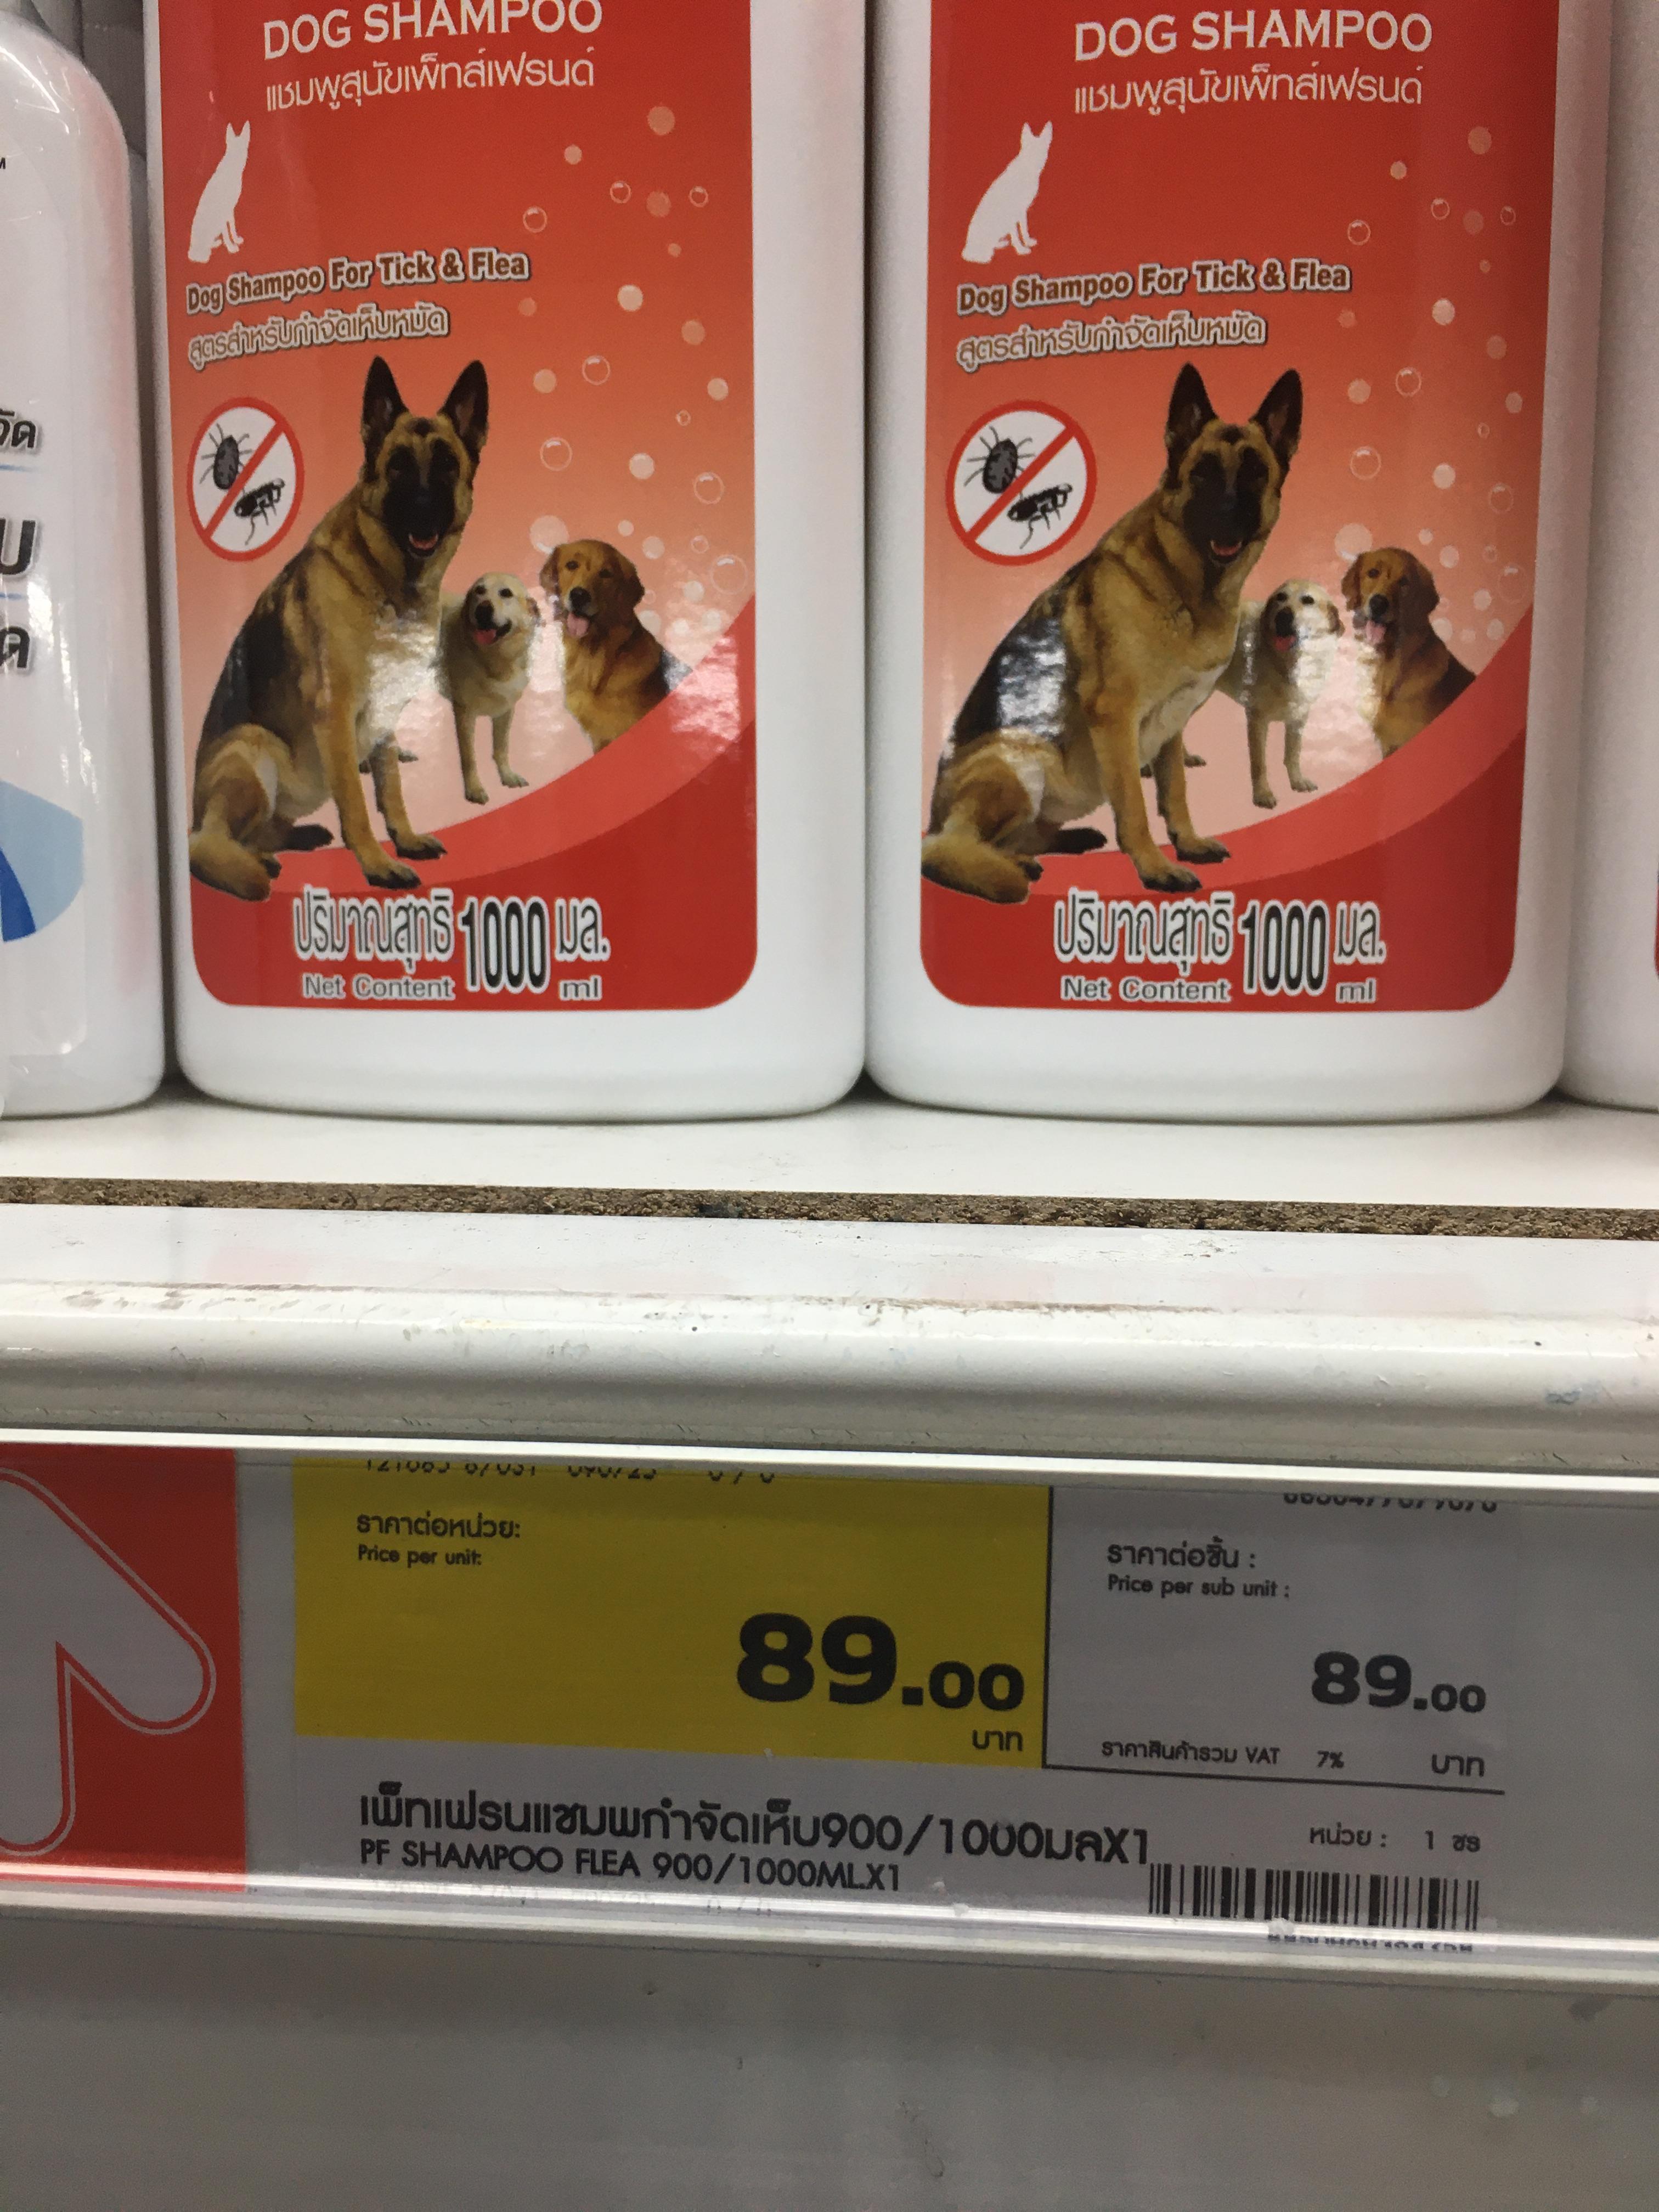 DOG SHAMPOO
แชมพูสุนัขเพ็ทส์เฟรนด์
Dog Shampoo For Tick & Flea
สูตรสำหรับกำจัดเห็บหมัด
ปริมาณสุทธิ 1000 มล.
Net Content ml
DOG SHAMPOO
แชมพูสุนัขเพ็ทส์เฟรนด์
Dog Shampoo For Tick & Flea
สูตรสำหรับกำจัดเห็บหมัด
ปริมาณสุทธิ 1000 มล.
Net Content ml
ราคาต่อหน่วย:
Price per unit:
89.00
บาท
ราคาต่อชิ้น :
Price per sub unit :
89.00
ราคาสินค้ารวม VAT 7% บาท
เพ็ทเฟรนแชมพกำจัดเห็บ900/1000มลX1
PF SHAMPOO FLEA 900/1000MLX1
หน่วย : 1 ขร